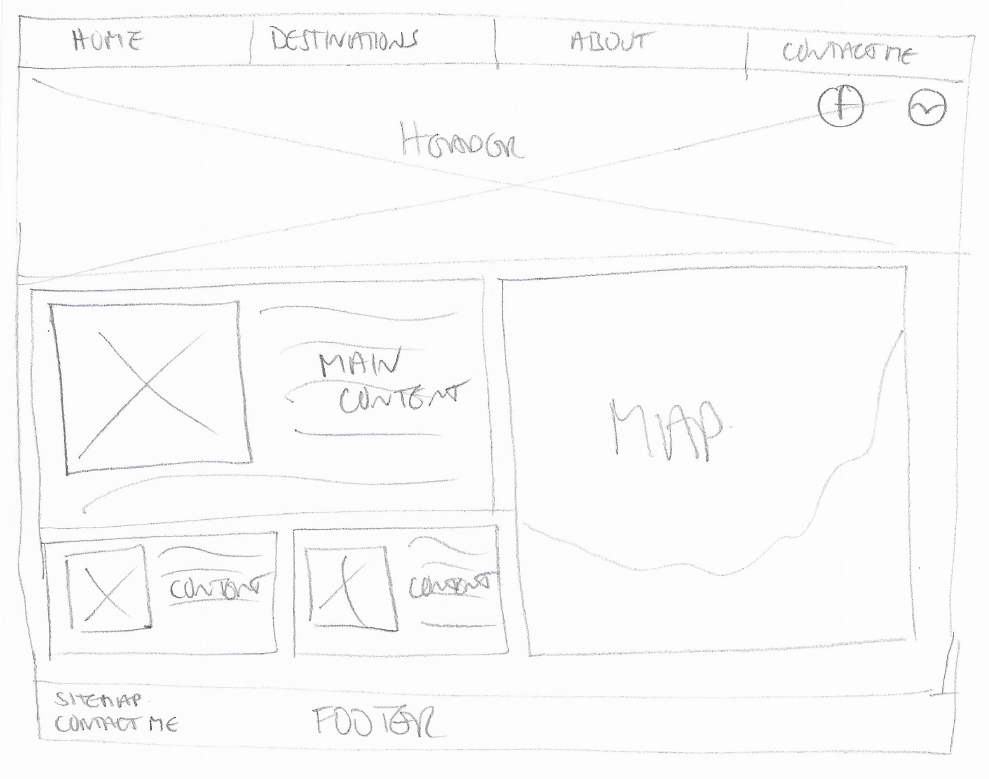 HOME
DESTINATIONS
ABOUT
CONTACT ME
f
HEADER
MAIN
CONTENT
MAP
CONTENT
CONTENT
SITEMAP
CONTACT ME
FOOTER